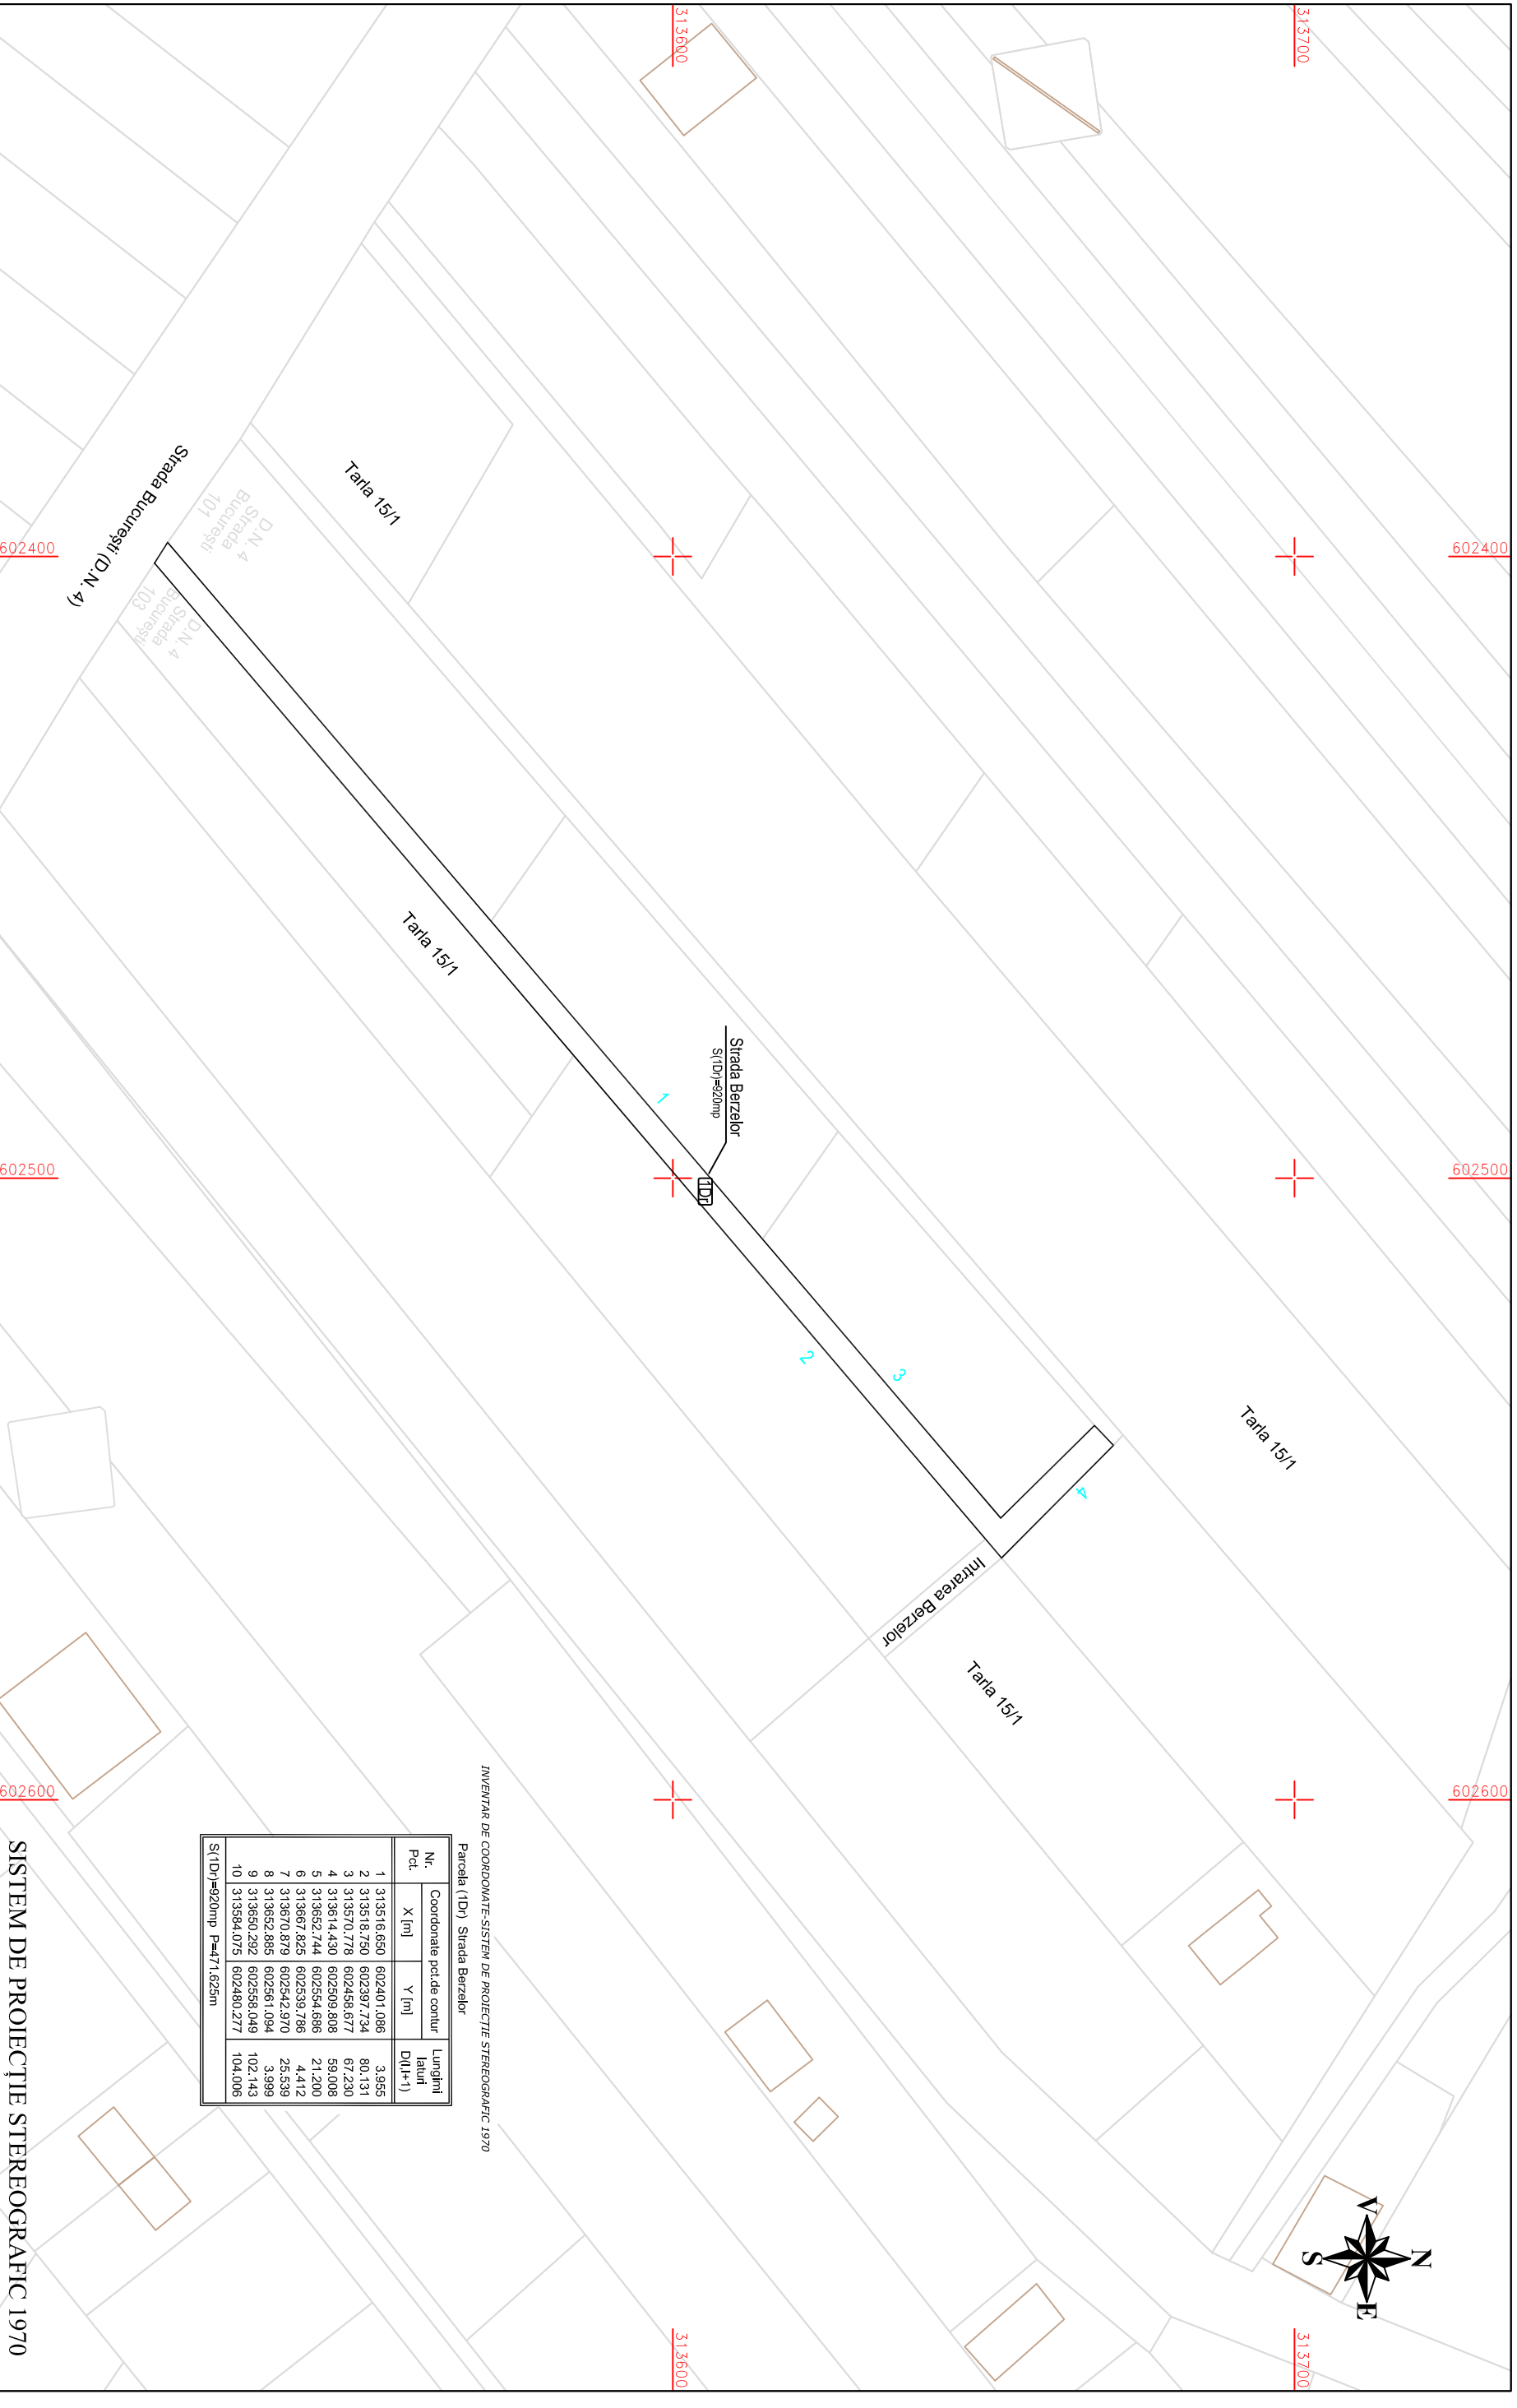 313600
313700
602400
602400
602500
602500
602600
602600
313600
313700
N
V
E
S
Tarla 15/1
Tarla 15/1
Tarla 15/1
Tarla 15/1
Strada București (D.N. 4)
D.N. 4
Strada
București
101
D.N. 4
Strada
București
103
Strada Berzelor
S(1Dr)=920mp
1Dr
1
2
3
4
Intrarea Berzelor
INVENTAR DE COORDONATE-SISTEM DE PROIECȚIE STEREOGRAFIC 1970
Parcela (1Dr) Strada Berzelor
Nr. Pct. Coordonate pct.de contur Lungimi laturi
X [m] Y [m] D(I,I+1)
1 313516.650 602401.086 3.955
2 313518.750 602397.734 80.131
3 313570.778 602458.677 67.230
4 313614.430 602509.808 59.008
5 313652.744 602554.686 21.200
6 313667.825 602539.786 4.412
7 313670.879 602542.970 25.539
8 313652.885 602561.094 3.999
9 313650.292 602558.049 102.143
10 313584.075 602480.277 104.006
S(1Dr)=920mp P=471.625m
SISTEM DE PROIECȚIE STEREOGRAFIC 1970